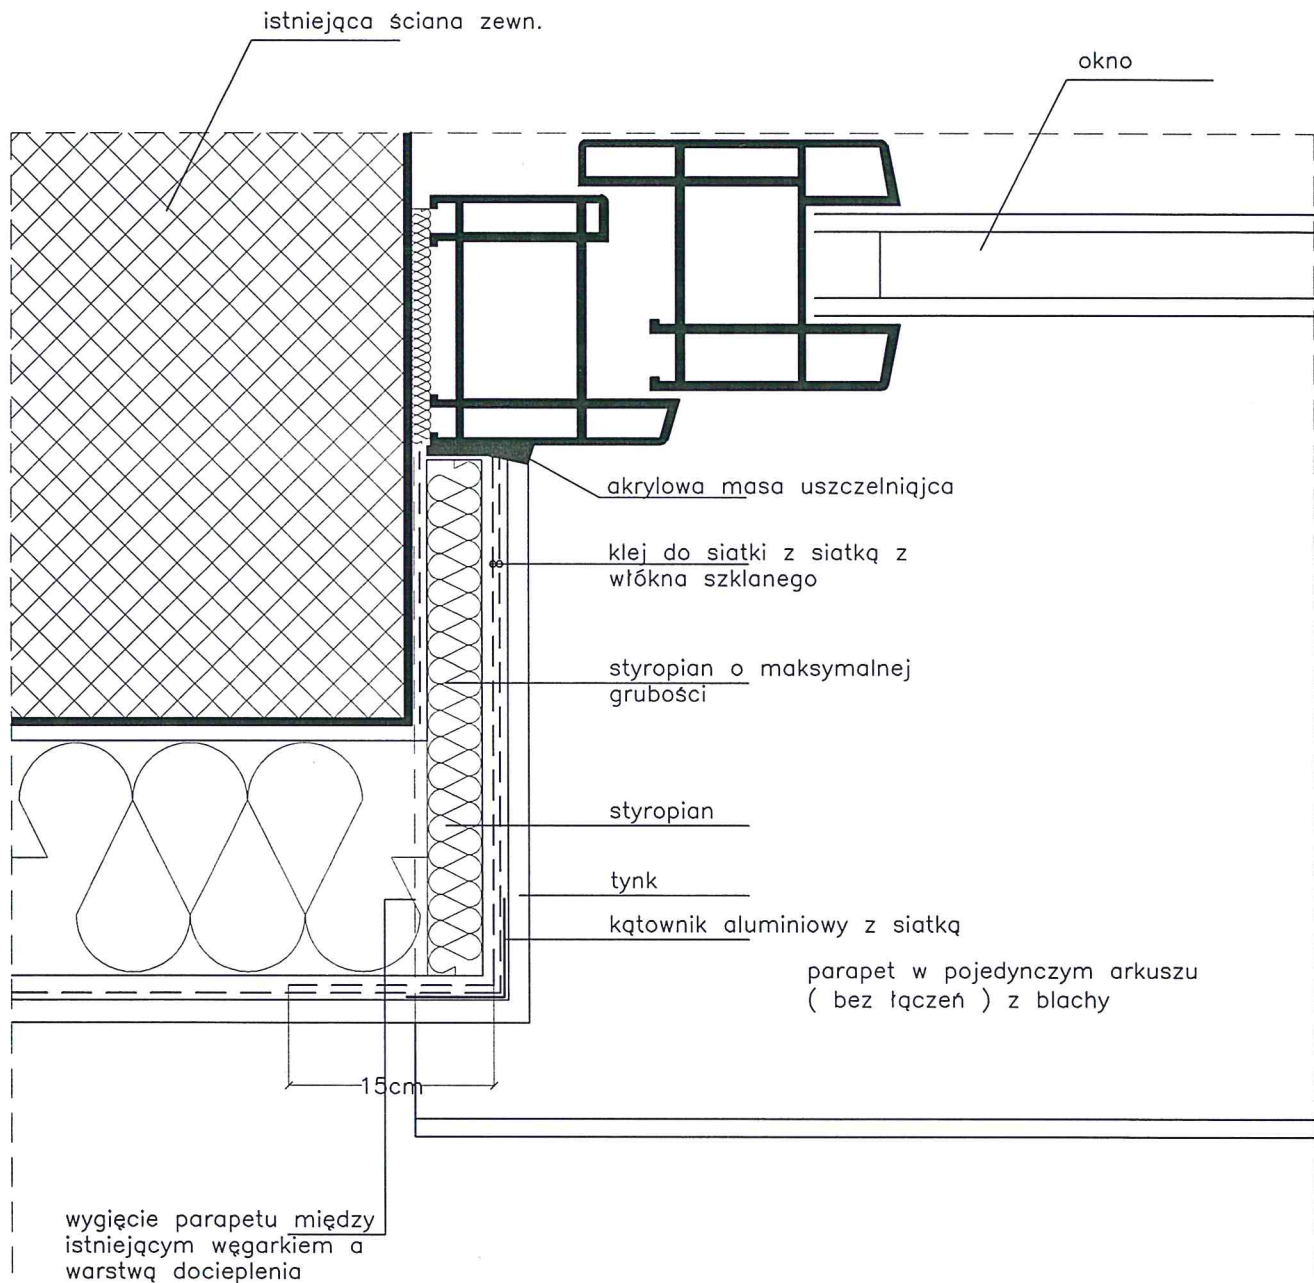 istniejąca ściana zewn.
okno
akrylowa masa uszczelniąjca
klej do siatki z siatką z
włókna szklanego
styropian o maksymalnej
grubości
styropian
tynk
kątownik aluminiowy z siatką
parapet w pojedynczym arkuszu
( bez łączeń ) z blachy
15cm
wygięcie parapetu między
istniejącym węgarkiem a
warstwą docieplenia